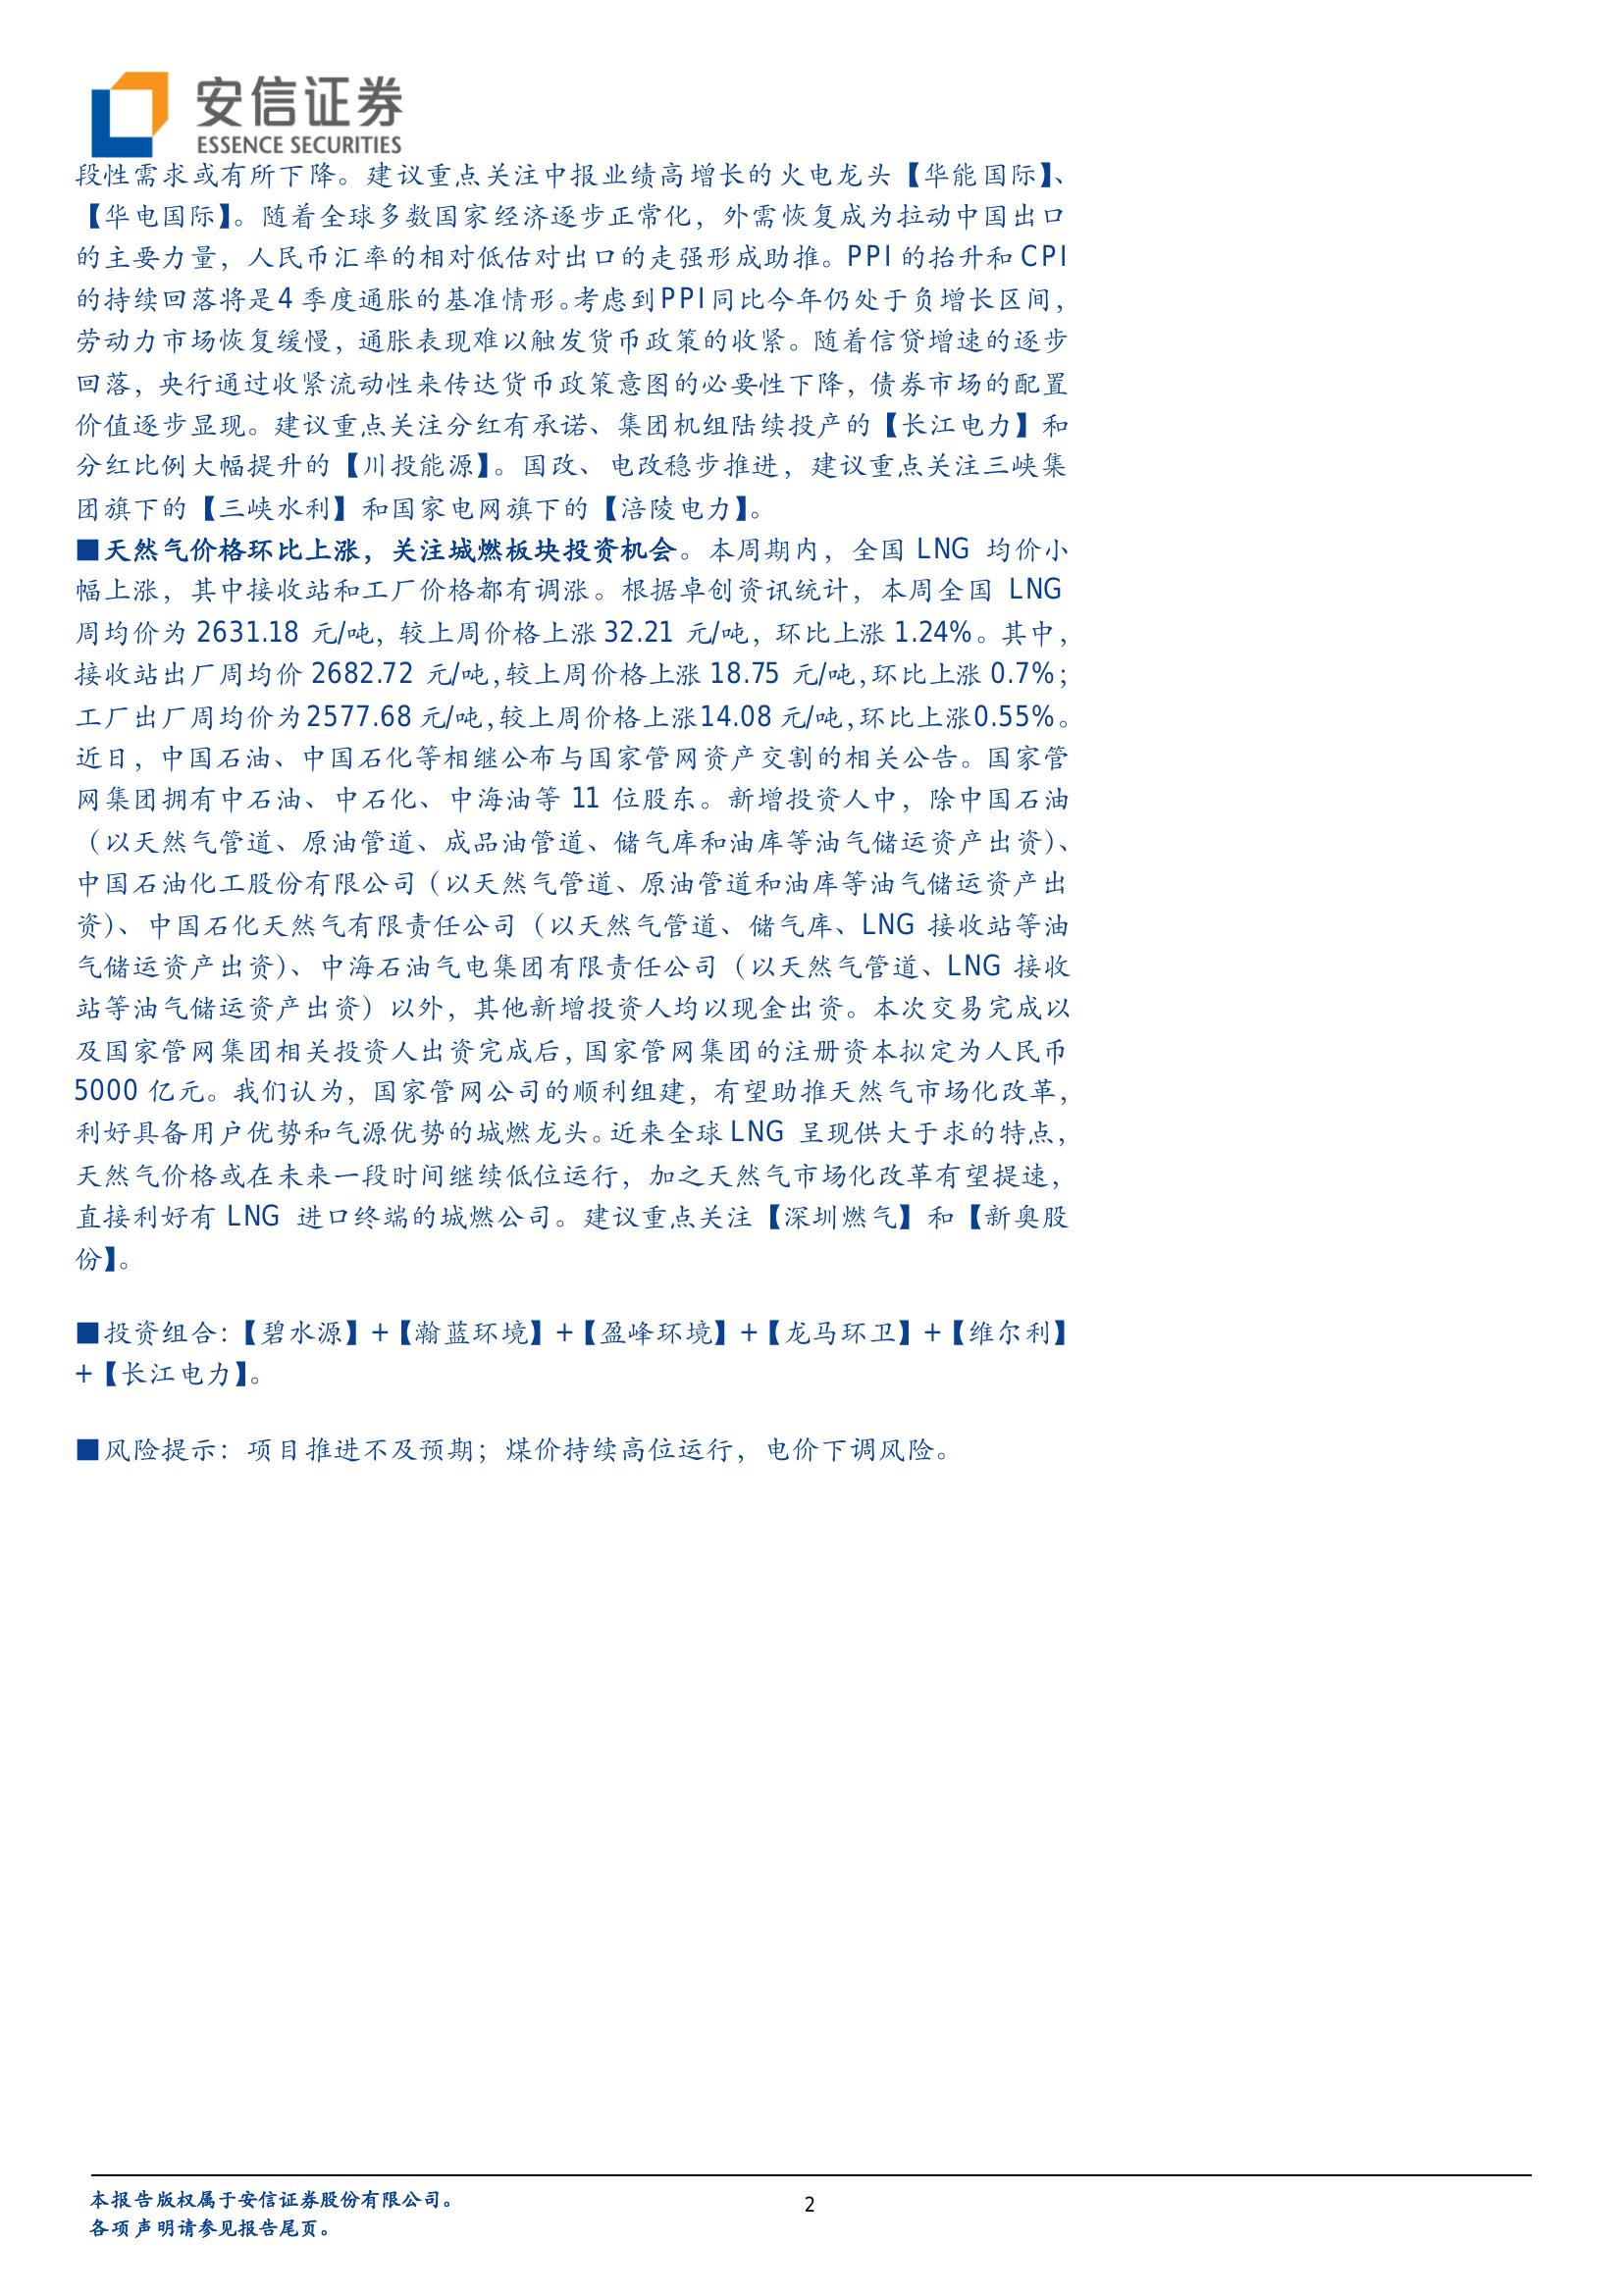 安信证券
ESSENCE SECURITIES
段性需求或有所下降。建议重点关注中报业绩高增长的火电龙头【华能国际】、
【华电国际】。随着全球多数国家经济逐步正常化，外需恢复成为拉动中国出口
的主要力量，人民币汇率的相对低估对出口的走强形成助推。PPI 的抬升和 CPI
的持续回落将是 4 季度通胀的基准情形。考虑到 PPI 同比今年仍处于负增长区间，
劳动力市场恢复缓慢，通胀表现难以触发货币政策的收紧。随着信贷增速的逐步
回落，央行通过收紧流动性来传达货币政策意图的必要性下降，债券市场的配置
价值逐步显现。建议重点关注分红有承诺、集团机组陆续投产的【长江电力】和
分红比例大幅提升的【川投能源】。国改、电改稳步推进，建议重点关注三峡集
团旗下的【三峡水利】和国家电网旗下的【涪陵电力】。
■天然气价格环比上涨，关注城燃板块投资机会。本周期内，全国 LNG 均价小
幅上涨，其中接收站和工厂价格都有调涨。根据卓创资讯统计，本周全国 LNG
周均价为 2631.18 元/吨，较上周价格上涨 32.21 元/吨，环比上涨 1.24%。其中，
接收站出厂周均价 2682.72 元/吨，较上周价格上涨 18.75 元/吨，环比上涨 0.7%；
工厂出厂周均价为 2577.68 元/吨，较上周价格上涨 14.08 元/吨，环比上涨 0.55%。
近日，中国石油、中国石化等相继公布与国家管网资产交割的相关公告。国家管
网集团拥有中石油、中石化、中海油等 11 位股东。新增投资人中，除中国石油
（以天然气管道、原油管道、成品油管道、储气库和油库等油气储运资产出资）、
中国石油化工股份有限公司（以天然气管道、原油管道和油库等油气储运资产出
资）、中国石化天然气有限责任公司（以天然气管道、储气库、LNG 接收站等油
气储运资产出资）、中海石油气电集团有限责任公司（以天然气管道、LNG 接收
站等油气储运资产出资）以外，其他新增投资人均以现金出资。本次交易完成以
及国家管网集团相关投资人出资完成后，国家管网集团的注册资本拟定为人民币
5000 亿元。我们认为，国家管网公司的顺利组建，有望助推天然气市场化改革，
利好具备用户优势和气源优势的城燃龙头。近来全球 LNG 呈现供大于求的特点，
天然气价格或在未来一段时间继续低位运行，加之天然气市场化改革有望提速，
直接利好有 LNG 进口终端的城燃公司。建议重点关注【深圳燃气】和【新奥股
份】。
■投资组合：【碧水源】+【瀚蓝环境】+【盈峰环境】+【龙马环卫】+【维尔利】
+【长江电力】。
■风险提示：项目推进不及预期；煤价持续高位运行，电价下调风险。
本报告版权属于安信证券股份有限公司。
各项声明请参见报告尾页。
2